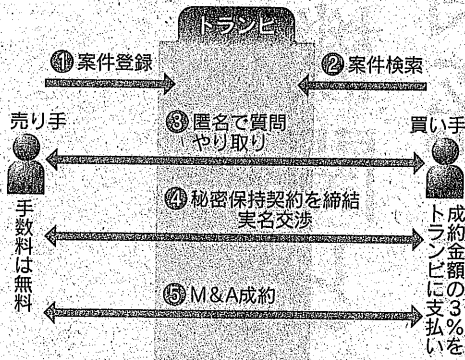 トランビ
①案件登録
②案件検索
売り手
買い手
③匿名で質問
やり取り
④秘密保持契約を締結
実名交渉
手数料は無料
成約金額の3%を
トランビに支払い
⑤M&A成約